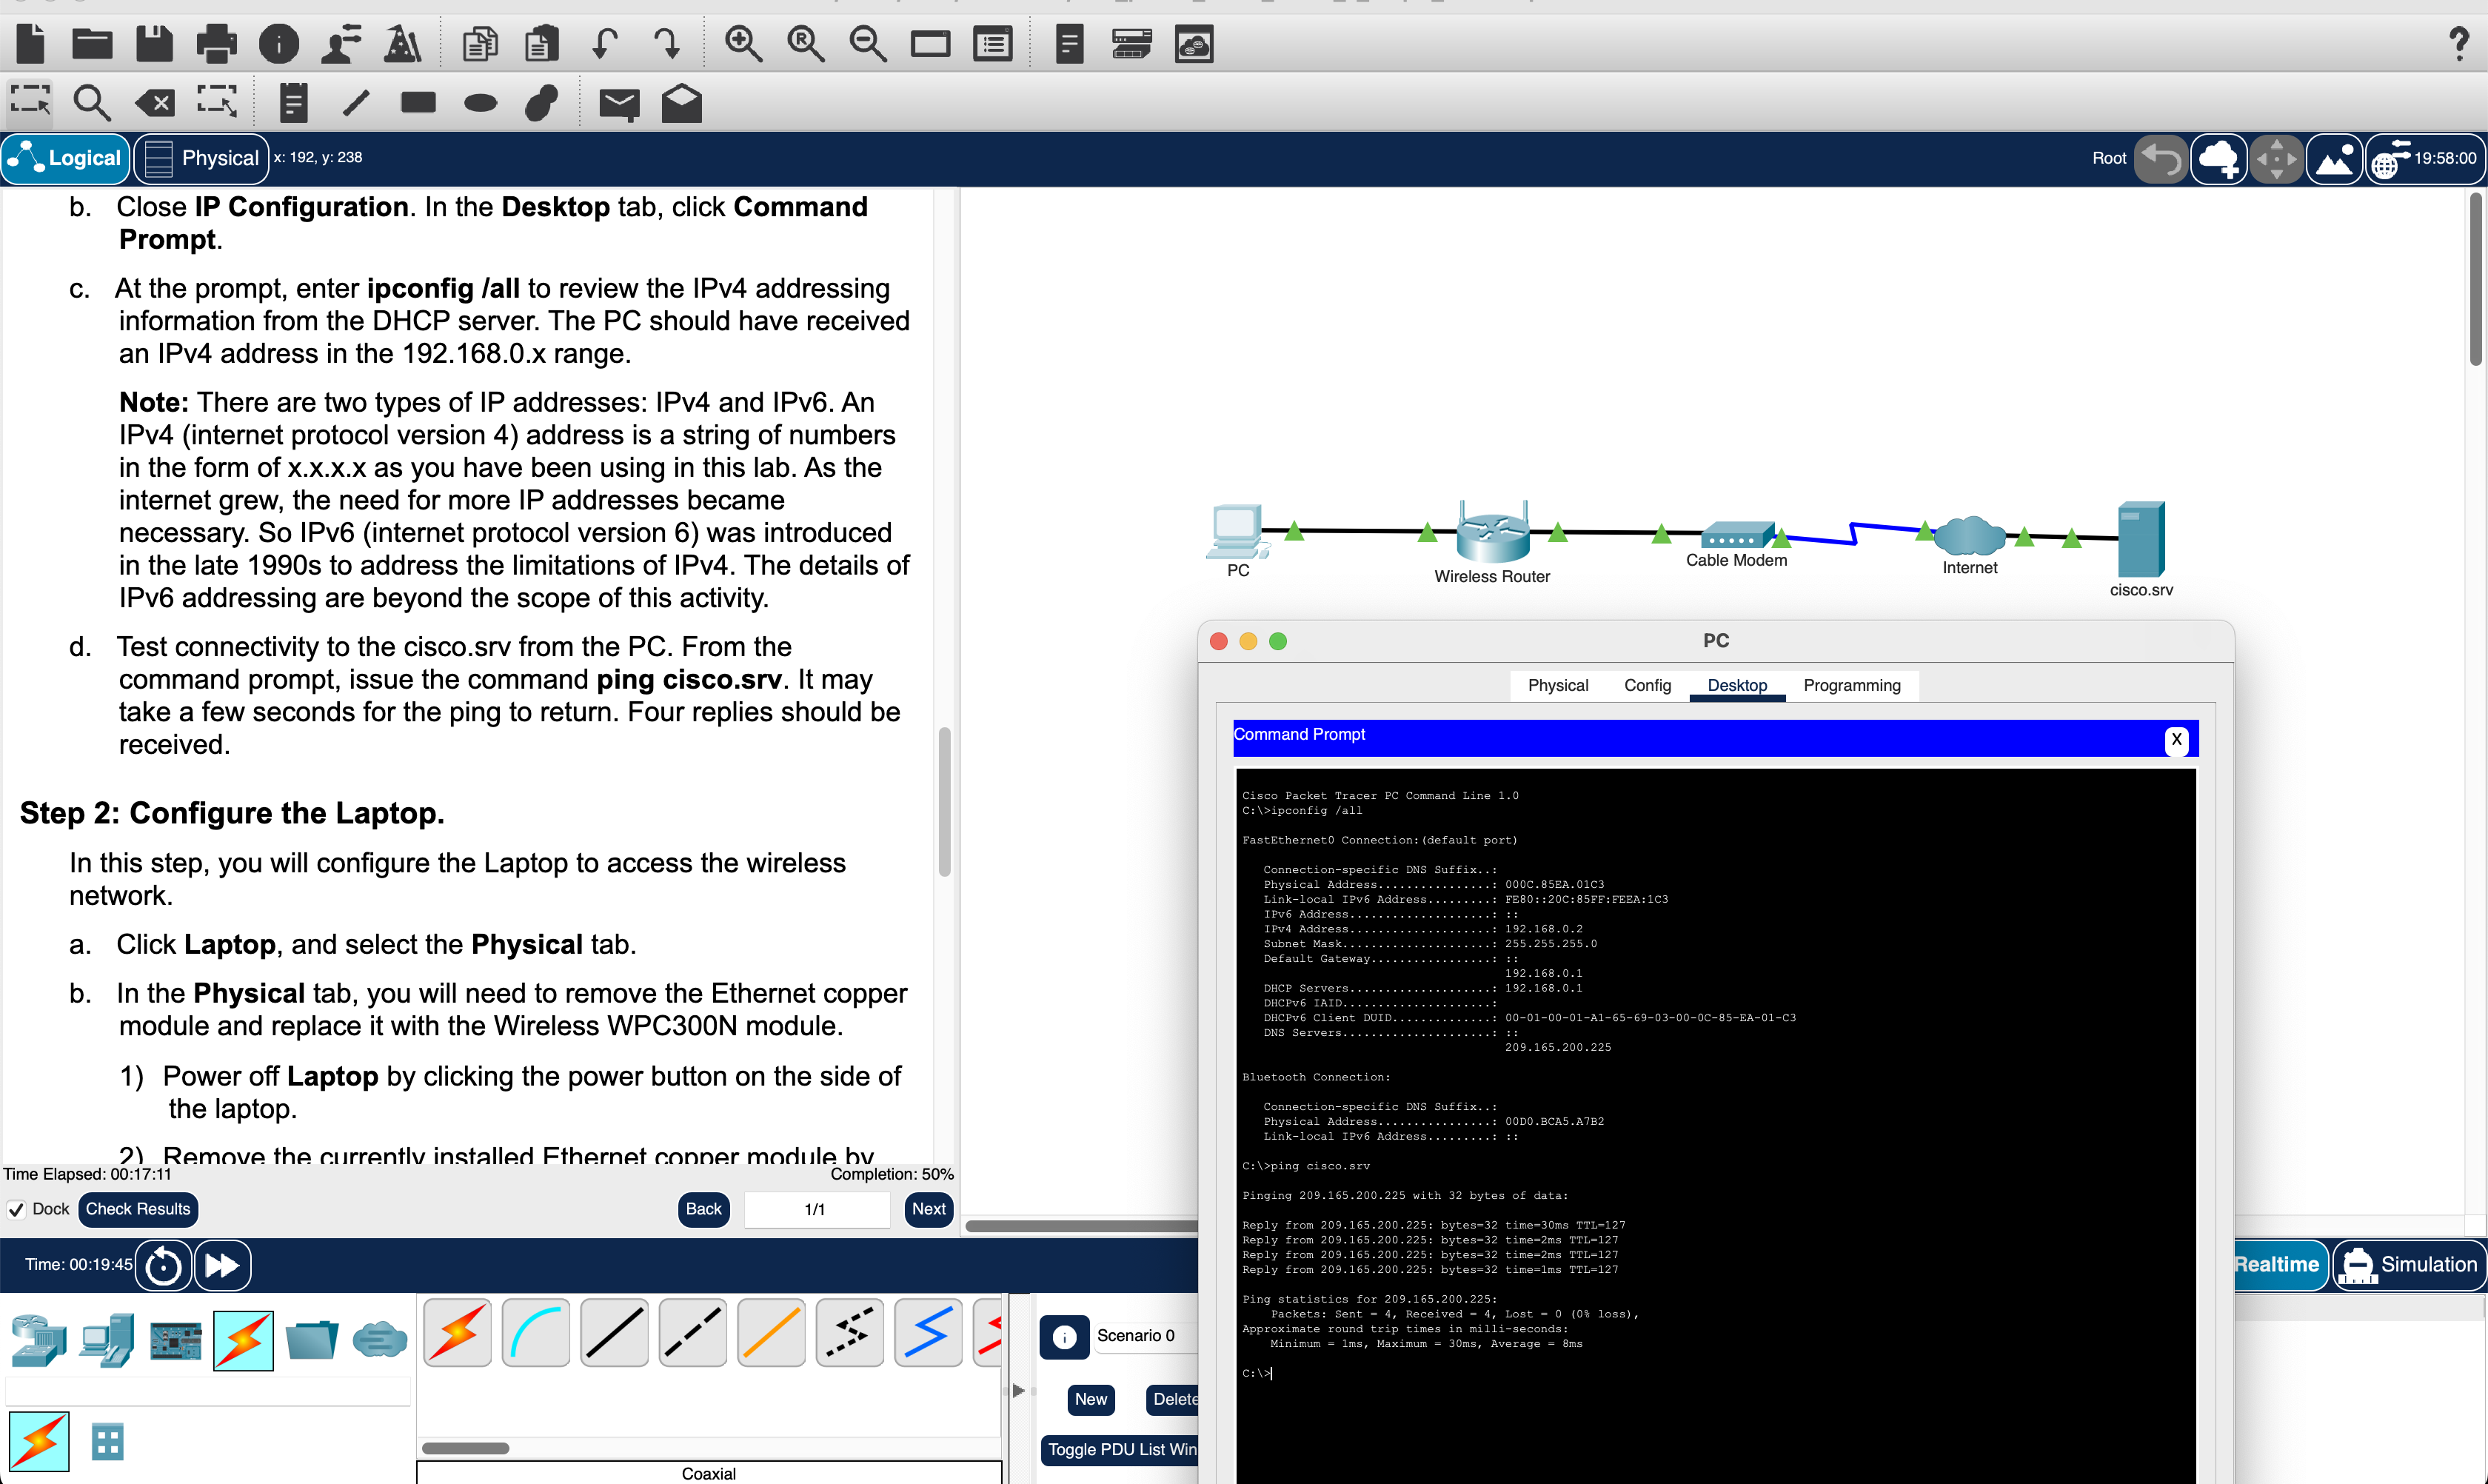 Logical
Physical
x: 192, y: 238
Root
19:58:00
b. Close IP Configuration. In the Desktop tab, click Command
Prompt.
c. At the prompt, enter ipconfig /all to review the IPv4 addressing
information from the DHCP server. The PC should have received
an IPv4 address in the 192.168.0.x range.
Note: There are two types of IP addresses: IPv4 and IPv6. An
IPv4 (internet protocol version 4) address is a string of numbers
in the form of x.x.x.x as you have been using in this lab. As the
internet grew, the need for more IP addresses became
necessary. So IPv6 (internet protocol version 6) was introduced
in the late 1990s to address the limitations of IPv4. The details of
IPv6 addressing are beyond the scope of this activity.
d. Test connectivity to the cisco.srv from the PC. From the
command prompt, issue the command ping cisco.srv. It may
take a few seconds for the ping to return. Four replies should be
received.
Step 2: Configure the Laptop.
In this step, you will configure the Laptop to access the wireless
network.
a. Click Laptop, and select the Physical tab.
b. In the Physical tab, you will need to remove the Ethernet copper
module and replace it with the Wireless WPC300N module.
1) Power off Laptop by clicking the power button on the side of
the laptop.
2) Remove the currently installed Ethernet copper module by
Time Elapsed: 00:17:11
Completion: 50%
Dock
Check Results
Back
1/1
Next
PC
Wireless Router
Cable Modem
Internet
cisco.srv
PC
Physical
Config
Desktop
Programming
Command Prompt
X
Cisco Packet Tracer PC Command Line 1.0
C:\>ipconfig /all
FastEthernet0 Connection:(default port)
Connection-specific DNS Suffix..:
Physical Address................: 000C.85EA.01C3
Link-local IPv6 Address.........: FE80::20C:85FF:FEEA:1C3
IPv6 Address....................: ::
IPv4 Address....................: 192.168.0.2
Subnet Mask.....................: 255.255.255.0
Default Gateway.................: ::
192.168.0.1
DHCP Servers....................: 192.168.0.1
DHCPv6 IAID.....................:
DHCPv6 Client DUID..............: 00-01-00-01-A1-65-69-03-00-0C-85-EA-01-C3
DNS Servers.....................: ::
209.165.200.225
Bluetooth Connection:
Connection-specific DNS Suffix..:
Physical Address................: 00D0.BCA5.A7B2
Link-local IPv6 Address.........: ::
C:\>ping cisco.srv
Pinging 209.165.200.225 with 32 bytes of data:
Reply from 209.165.200.225: bytes=32 time=30ms TTL=127
Reply from 209.165.200.225: bytes=32 time=2ms TTL=127
Reply from 209.165.200.225: bytes=32 time=2ms TTL=127
Reply from 209.165.200.225: bytes=32 time=1ms TTL=127
Ping statistics for 209.165.200.225:
Packets: Sent = 4, Received = 4, Lost = 0 (0% loss),
Approximate round trip times in milli-seconds:
Minimum = 1ms, Maximum = 30ms, Average = 8ms
C:\>
Time: 00:19:45
Realtime
Simulation
Scenario 0
New
Delete
Toggle PDU List Win
Coaxial